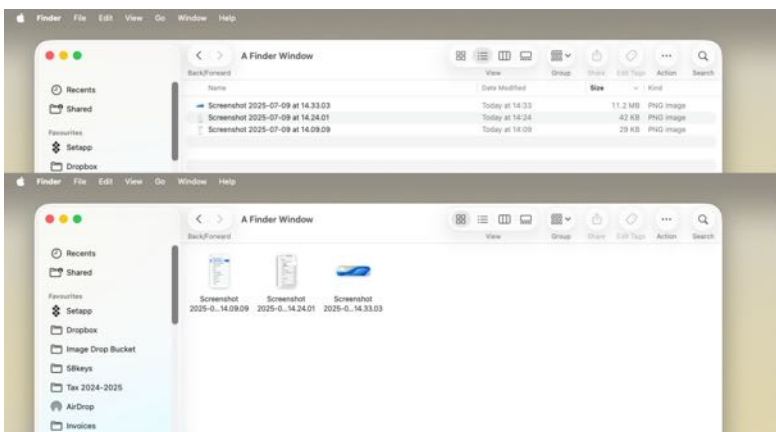 Finder File Edit View Go Window Help
A Finder Window
Back/Forward View Group Share Edit Tags Action Search
Recents
Shared
Favourites
Setapp
Dropbox
Name Date Modified Size Kind
Screenshot 2025-07-09 at 14.33.03 Today at 14:33 11.2 MB PNG image
Screenshot 2025-07-09 at 14.24.01 Today at 14:24 42 KB PNG image
Screenshot 2025-07-09 at 14.09.09 Today at 14:09 29 KB PNG image
Finder File Edit View Go Window Help
A Finder Window
Back/Forward View Group Share Edit Tags Action Search
Recents
Shared
Favourites
Setapp
Dropbox
Image Drop Bucket
S8keys
Tax 2024-2025
AirDrop
Invoices
Screenshot
2025-0...14.09.09
Screenshot
2025-0...14.24.01
Screenshot
2025-0...14.33.03